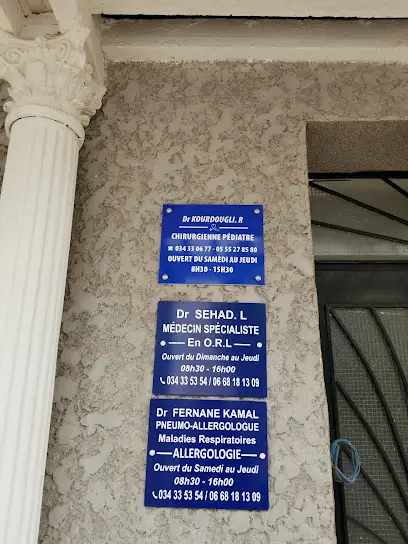 Dr KOURDOUGLI. R
CHIRURGIENNE PÉDIATRE
☎ 034 33 06 77 - 05 55 27 85 80
OUVERT DU SAMEDI AU JEUDI
8H30 - 15H30
Dr SEHAD. L
MÉDECIN SPÉCIALISTE
En O.R.L
Ouvert du Dimanche au Jeudi
08h30 - 16h00
📞034 33 53 54 / 06 68 18 13 09
Dr FERNANE KAMAL
PNEUMO-ALLERGOLOGUE
Maladies Respiratoires
ALLERGOLOGIE
Ouvert du Samedi au Jeudi
08h30 - 16h00
📞034 33 53 54 / 06 68 18 13 09